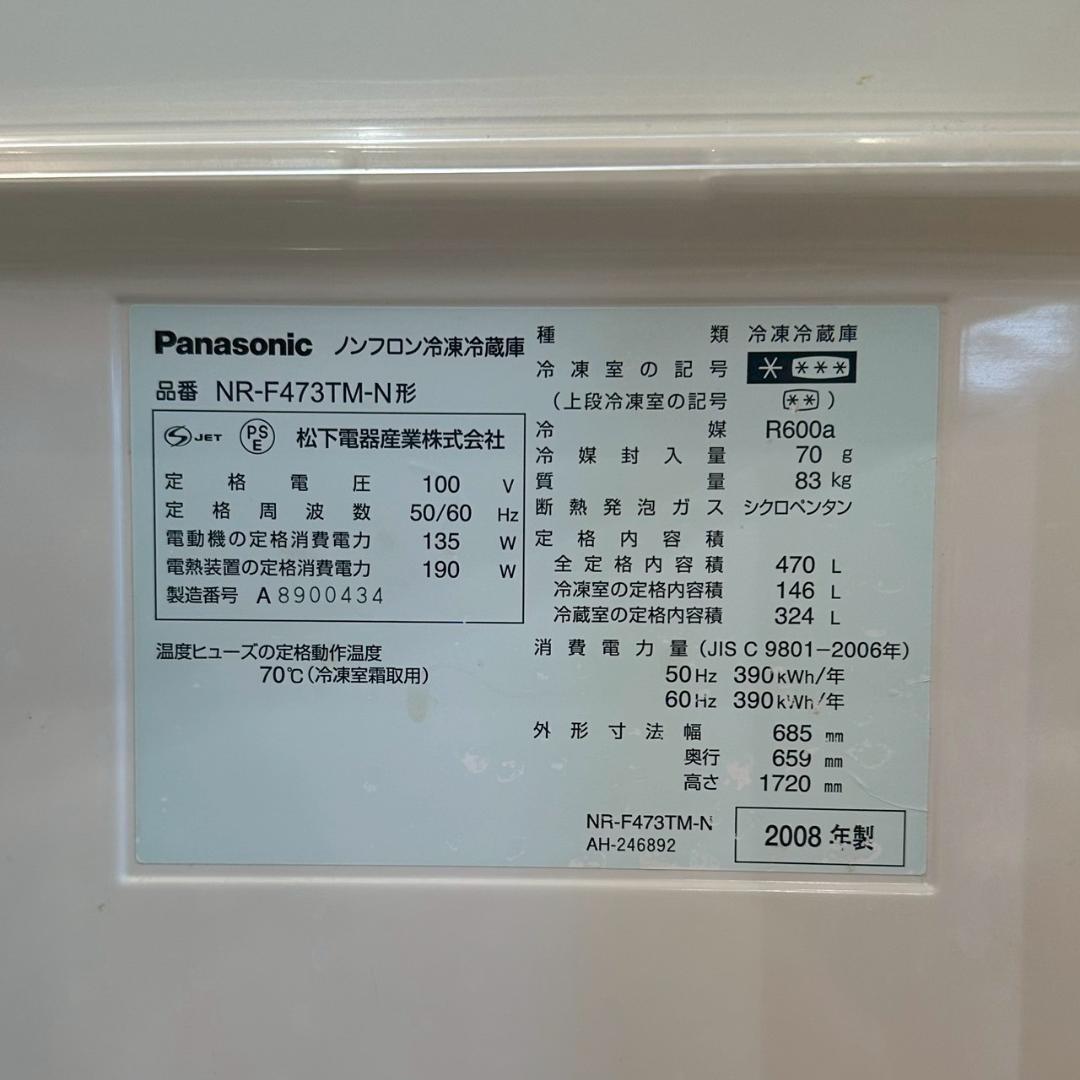 Panasonic ノンフロン冷凍冷蔵庫
品番 NR-F473TM-N形
S JET PSE 松下電器産業株式会社
定格電圧 100 V
定格周波数 50/60 Hz
電動機の定格消費電力 135 W
電熱装置の定格消費電力 190 W
製造番号 A 8900434
温度ヒューズの定格動作温度
70℃(冷凍室霜取用)
種類 冷凍冷蔵庫
冷凍室の記号 * ***
(上段冷凍室の記号 ** )
冷媒 R600a
冷媒封入量 70 g
質量 83 kg
断熱発泡ガス シクロペンタン
定格内容積
全定格内容積 470 L
冷凍室の定格内容積 146 L
冷蔵室の定格内容積 324 L
消費電力量(JIS C 9801-2006年)
50Hz 390kWh/年
60Hz 390kWh/年
外形寸法 幅 685 mm
奥行 659 mm
高さ 1720 mm
NR-F473TM-N
AH-246892
2008年製